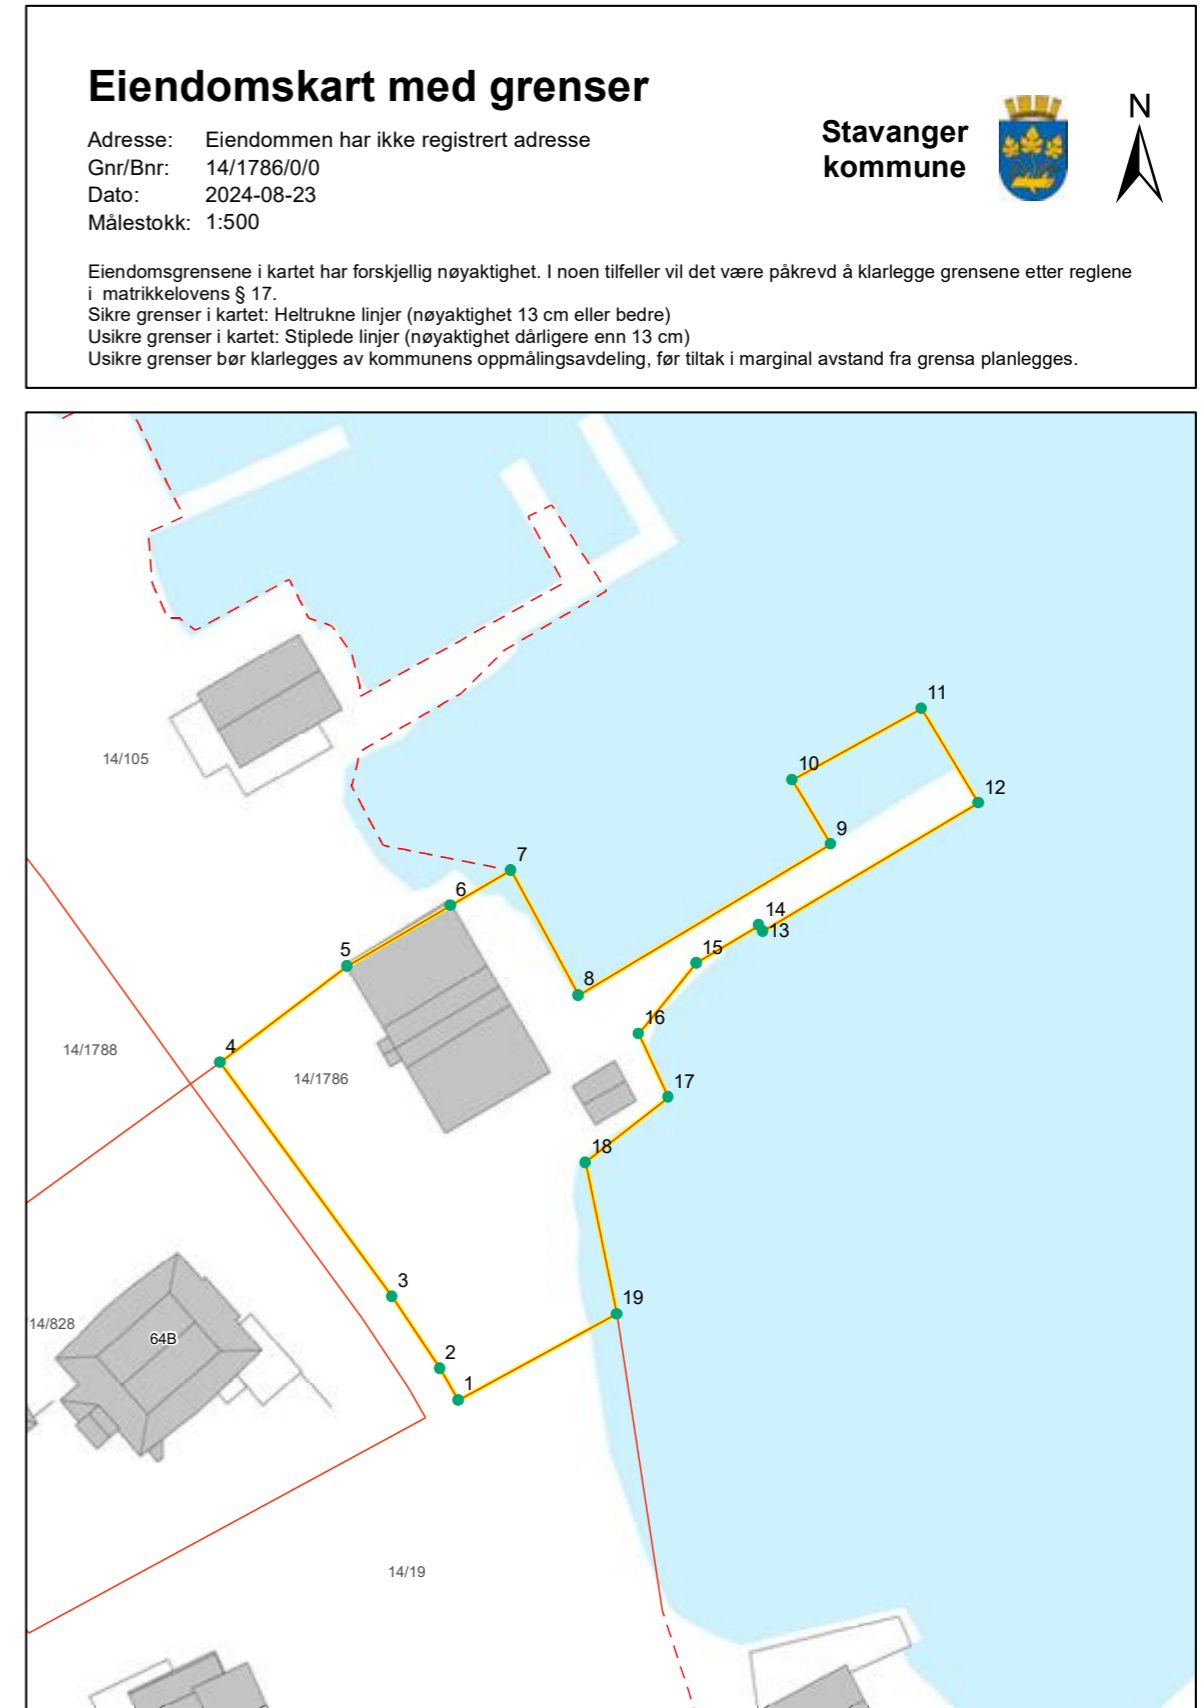 Eiendomskart med grenser
Adresse: Eiendommen har ikke registrert adresse
Gnr/Bnr: 14/1786/0/0
Dato: 2024-08-23
Målestokk: 1:500
Stavanger
kommune
N
Eiendomsgrensene i kartet har forskjellig nøyaktighet. I noen tilfeller vil det være påkrevd å klarlegge grensene etter reglene
i matrikkelovens § 17.
Sikre grenser i kartet: Heltrukne linjer (nøyaktighet 13 cm eller bedre)
Usikre grenser i kartet: Stiplede linjer (nøyaktighet dårligere enn 13 cm)
Usikre grenser bør klarlegges av kommunens oppmålingsavdeling, før tiltak i marginal avstand fra grensa planlegges.
11
14/105
10
12
9
7
6
14
13
5
15
8
16
4
14/1788
14/1786
17
18
3
19
14/828
64B
2
1
14/19